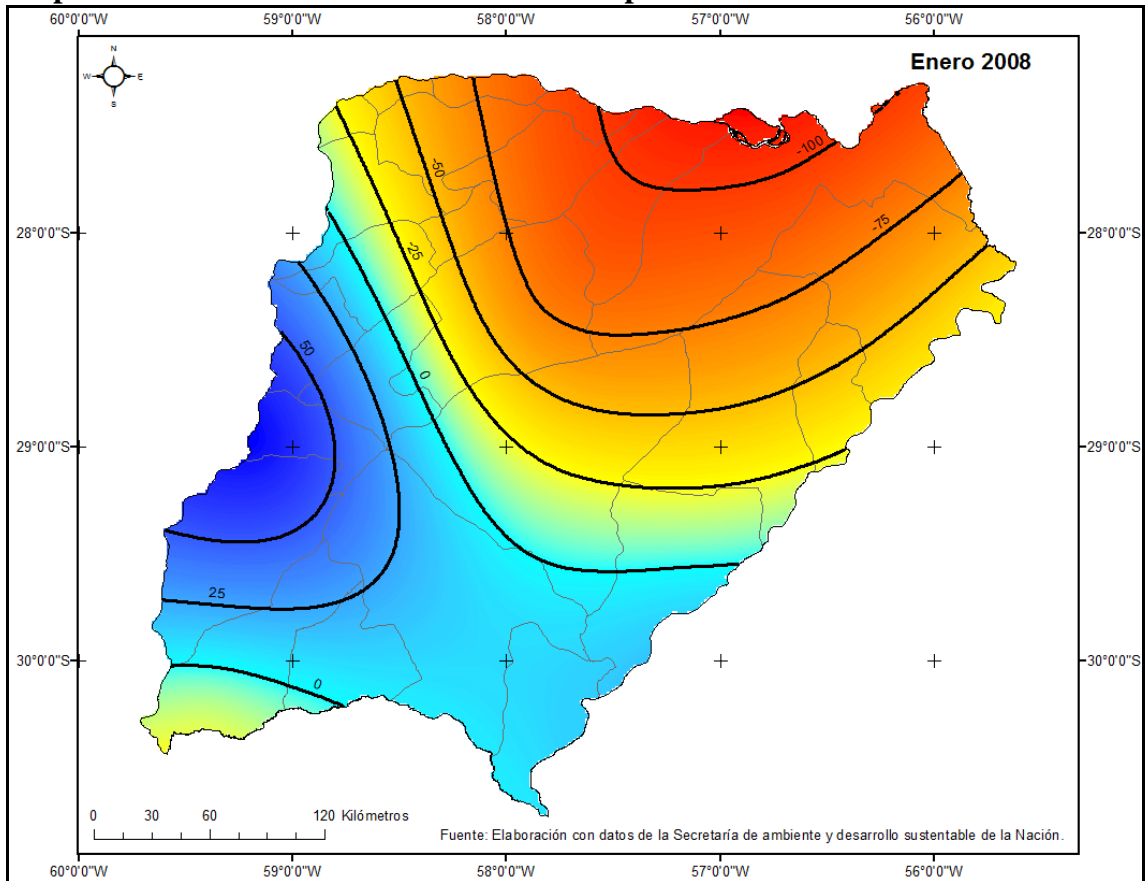 60°0'0"W 59°0'0"W 58°0'0"W 57°0'0"W 56°0'0"W
N
W E
S
Enero 2008
-100
-50
-75
28°0'0"S 28°0'0"S
-25
50
0
29°0'0"S 29°0'0"S
25
30°0'0"S 30°0'0"S
0
0 30 60 120 Kilómetros
Fuente: Elaboración con datos de la Secretaría de ambiente y desarrollo sustentable de la Nación.
60°0'0"W 59°0'0"W 58°0'0"W 57°0'0"W 56°0'0"W